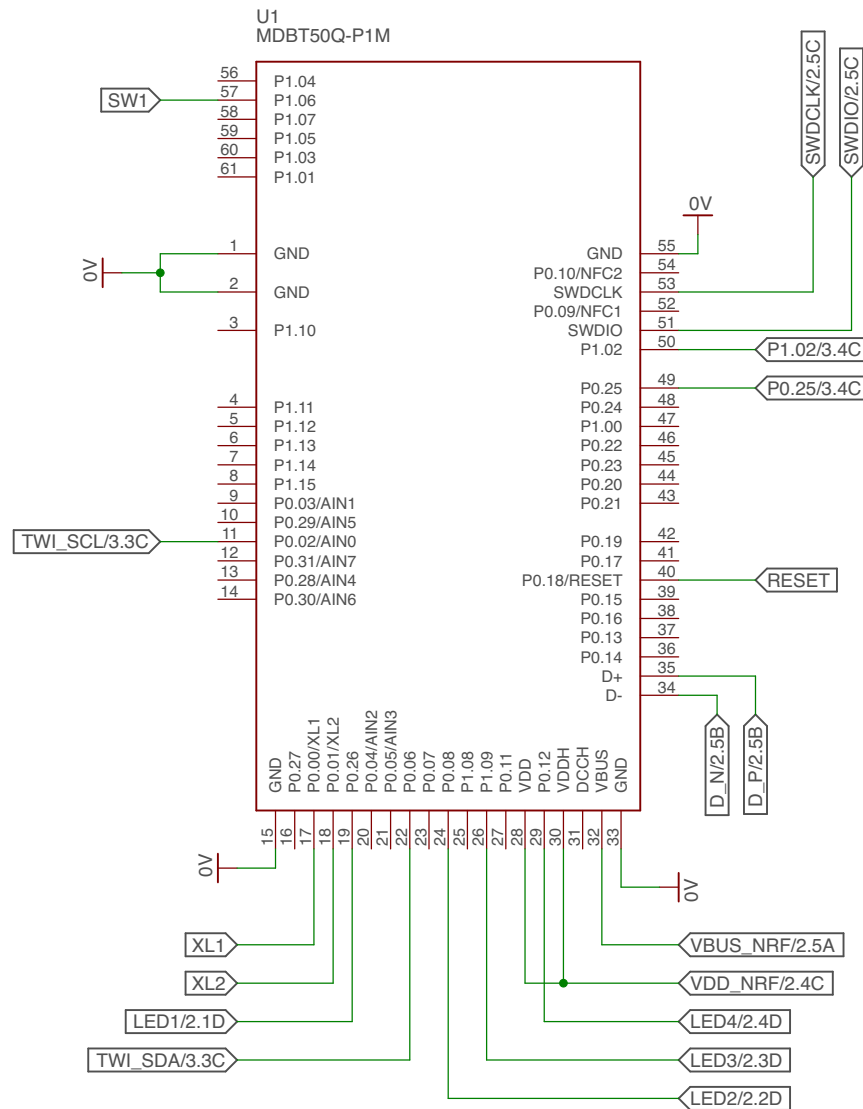 U1
MDBT50Q-P1M
SWDCLK/2.5C
SWDIO/2.5C
SW1
56 P1.04
57 P1.06
58 P1.07
59 P1.05
60 P1.03
61 P1.01
0V
1 GND
2 GND
3 P1.10
4 P1.11
5 P1.12
6 P1.13
7 P1.14
8 P1.15
9 P0.03/AIN1
10 P0.29/AIN5
TWI_SCL/3.3C
11 P0.02/AIN0
12 P0.31/AIN7
13 P0.28/AIN4
14 P0.30/AIN6
0V
GND 55
P0.10/NFC2 54
SWDCLK 53
P0.09/NFC1 52
SWDIO 51
P1.02 50
P1.02/3.4C
P0.25 49
P0.25/3.4C
P0.24 48
P1.00 47
P0.22 46
P0.23 45
P0.20 44
P0.21 43
P0.19 42
P0.17 41
P0.18/RESET 40
RESET
P0.15 39
P0.16 38
P0.13 37
P0.14 36
D+ 35
D- 34
D_N/2.5B
D_P/2.5B
GND 15
P0.27 16
P0.00/XL1 17
P0.01/XL2 18
P0.26 19
P0.04/AIN2 20
P0.05/AIN3 21
P0.06 22
P0.07 23
P0.08 24
P1.08 25
P1.09 26
P0.11 27
VDD 28
P0.12 29
VDDH 30
DCCH 31
VBUS 32
GND 33
0V
0V
XL1
XL2
LED1/2.1D
TWI_SDA/3.3C
VBUS_NRF/2.5A
VDD_NRF/2.4C
LED4/2.4D
LED3/2.3D
LED2/2.2D